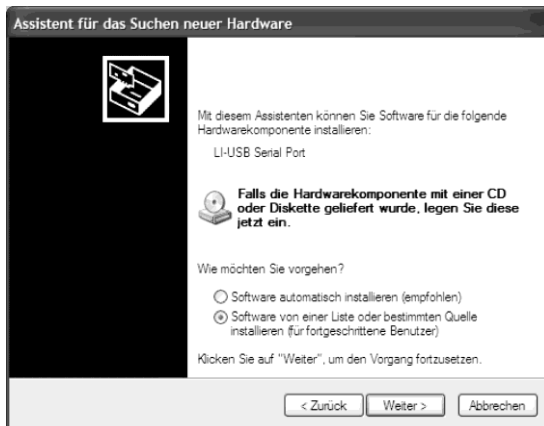 Assistent für das Suchen neuer Hardware
Mit diesem Assistenten können Sie Software für die folgende
Hardwarekomponente installieren:
LI-USB Serial Port
Falls die Hardwarekomponente mit einer CD
oder Diskette geliefert wurde, legen Sie diese
jetzt ein.
Wie möchten Sie vorgehen?
Software automatisch installieren (empfohlen)
Software von einer Liste oder bestimmten Quelle
installieren (für fortgeschrittene Benutzer)
Klicken Sie auf "Weiter", um den Vorgang fortzusetzen.
< Zurück Weiter > Abbrechen